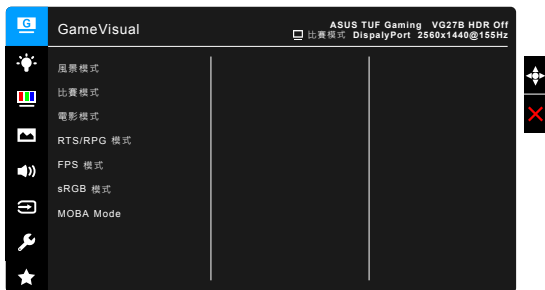 G
GameVisual
ASUS TUF Gaming VG27B HDR Off
比賽模式 DispalyPort 2560x1440@155Hz
風景模式
比賽模式
電影模式
RTS/RPG 模式
FPS 模式
sRGB 模式
MOBA Mode